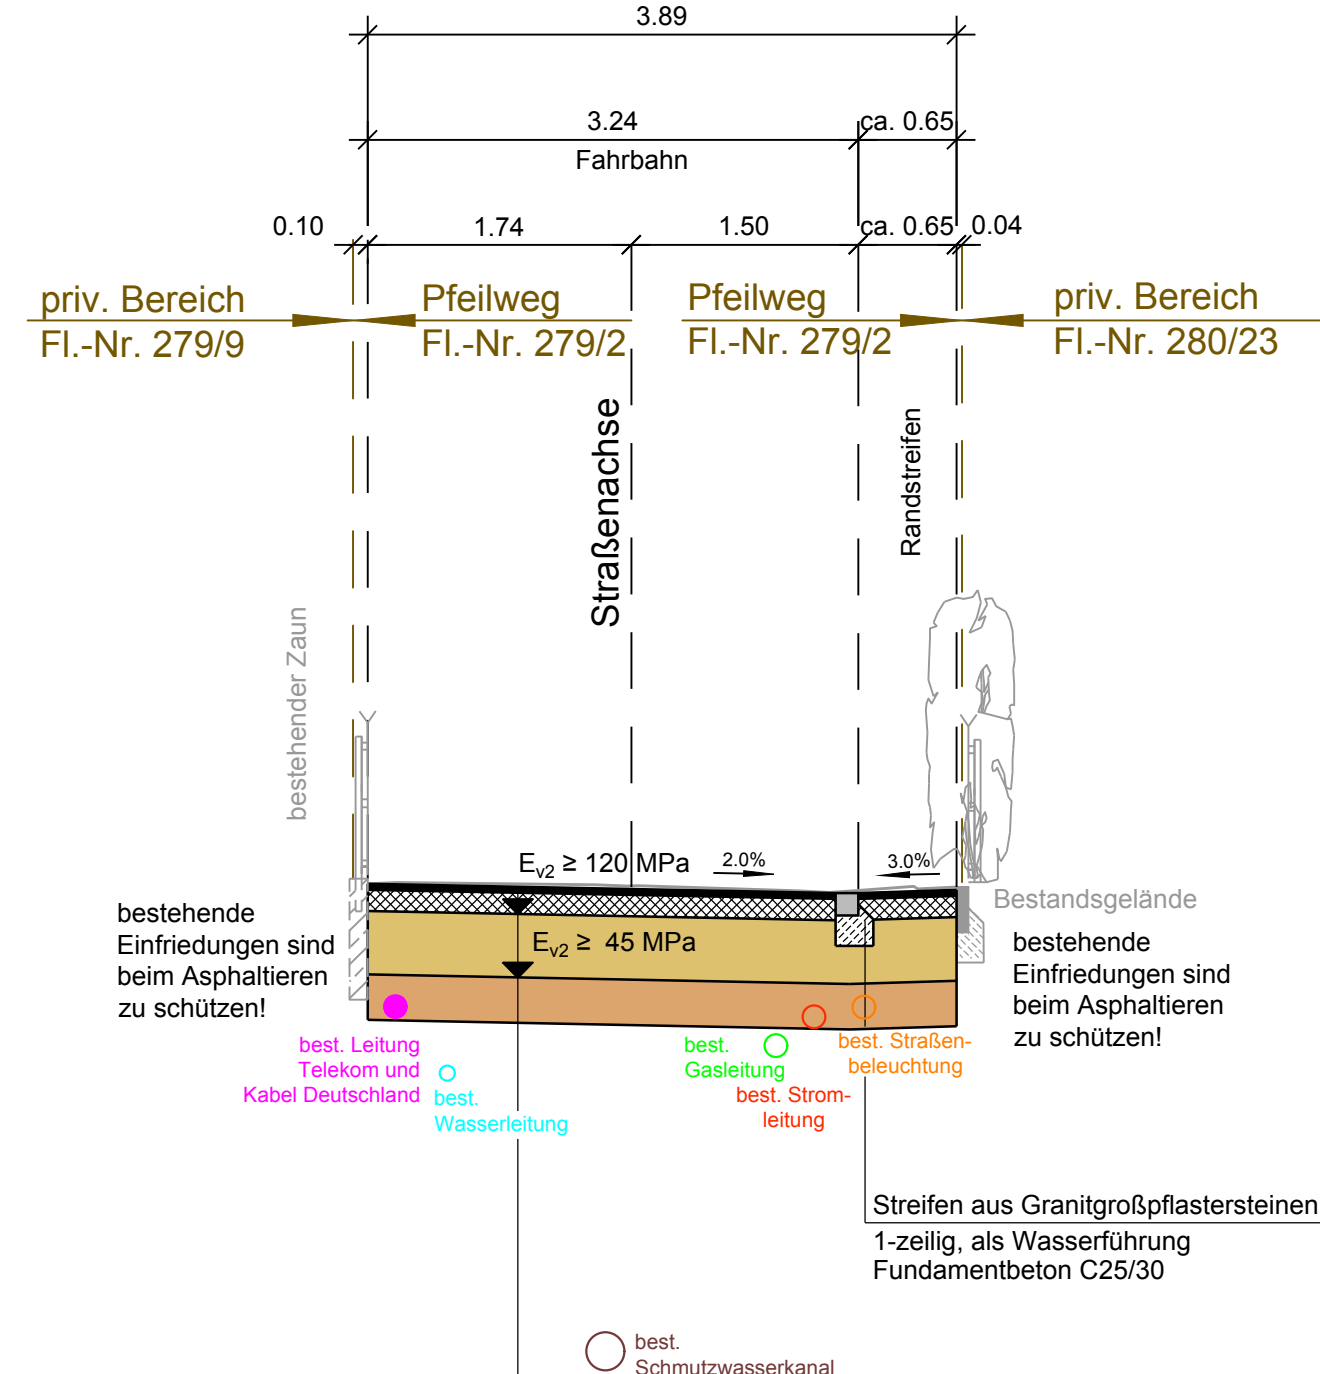 3.89
3.24
ca. 0.65
Fahrbahn
0.10
1.74
1.50
ca. 0.65
0.04
priv. Bereich
Fl.-Nr. 279/9
Pfeilweg
Fl.-Nr. 279/2
Pfeilweg
Fl.-Nr. 279/2
priv. Bereich
Fl.-Nr. 280/23
Straßenachse
Randstreifen
bestehender Zaun
Ev2 ≥ 120 MPa
2.0%
3.0%
Bestandsgelände
bestehende
Einfriedungen sind
beim Asphaltieren
zu schützen!
Ev2 ≥ 45 MPa
bestehende
Einfriedungen sind
beim Asphaltieren
zu schützen!
best. Leitung
Telekom und
Kabel Deutschland
best.
Wasserleitung
best.
Gasleitung
best. Strom-
leitung
best. Straßen-
beleuchtung
Streifen aus Granitgroßpflastersteinen
1-zeilig, als Wasserführung
Fundamentbeton C25/30
best.
Schmutzwasserkanal